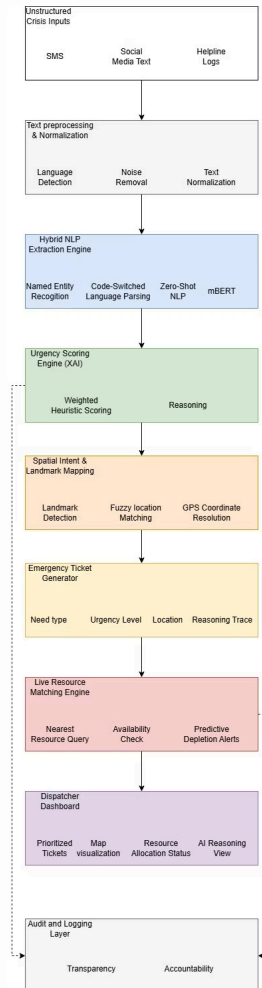 Unstructured
Crisis Inputs
SMS
Social
Media Text
Helpline
Logs
Text preprocessing
& Normalization
Language
Detection
Noise
Removal
Text
Normalization
Hybrid NLP
Extraction Engine
Named Entity
Recogition
Code-Switched
Language Parsing
Zero-Shot
NLP
mBERT
Urgency Scoring
Engine (XAI)
Weighted
Heuristic Scoring
Reasoning
Spatial Intent &
Landmark Mapping
Landmark
Detection
Fuzzy location
Matching
GPS Coordinate
Resolution
Emergency Ticket
Generator
Need type
Urgency Level
Location
Reasoning Trace
Live Resource
Matching Engine
Nearest
Resource Query
Availability
Check
Predictive
Depletion Alerts
Dispatcher
Dashboard
Prioritized
Tickets
Map
visualization
Resource
Allocation Status
AI Reasoning
View
Audit and Logging
Layer
Transparency
Accountability